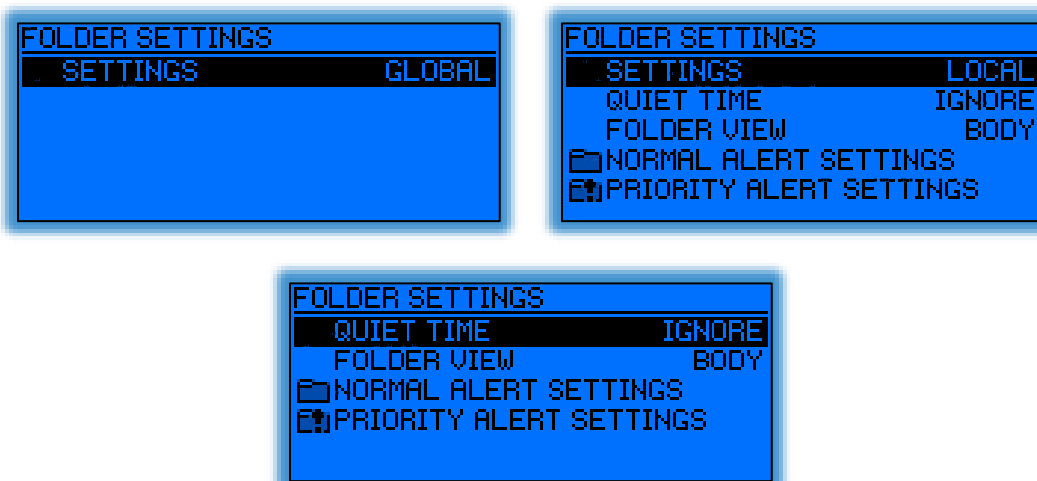 FOLDER SETTINGS
SETTINGS GLOBAL
FOLDER SETTINGS
SETTINGS LOCAL
QUIET TIME IGNORE
FOLDER VIEW BODY
NORMAL ALERT SETTINGS
PRIORITY ALERT SETTINGS
FOLDER SETTINGS
QUIET TIME IGNORE
FOLDER VIEW BODY
NORMAL ALERT SETTINGS
PRIORITY ALERT SETTINGS